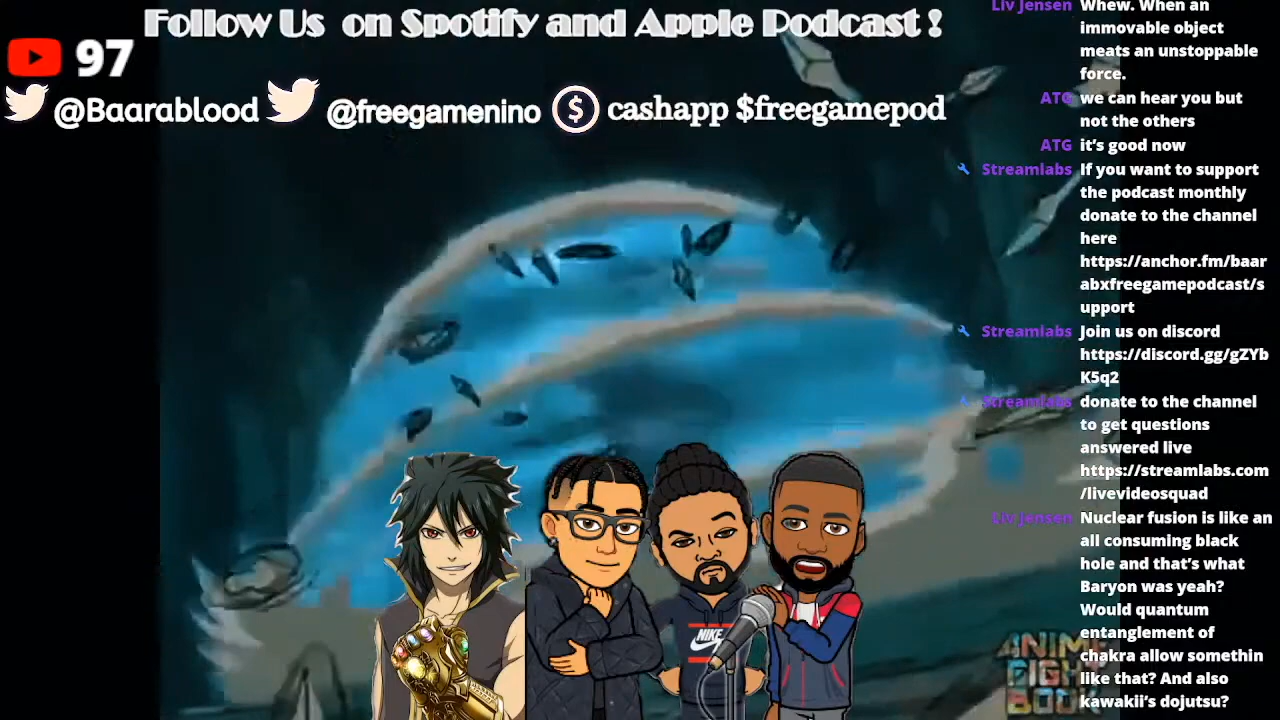 Follow Us on Spotify and Apple Podcast !
97
@Baarablood @freegamenino $ cashapp $freegamepod
Liv Jensen Whew. When an
immovable object
meats an unstoppable
force.
ATG we can hear you but
not the others
ATG it's good now
Streamlabs If you want to support
the podcast monthly
donate to the channel
here
https://anchor.fm/baar
abxfreegamepodcast/s
upport
Streamlabs Join us on discord
https://discord.gg/gZYb
K5q2
Streamlabs donate to the channel
to get questions
answered live
https://streamlabs.com
/livevideosquad
Liv Jensen Nuclear fusion is like an
all consuming black
hole and that's what
Baryon was yeah?
Would quantum
entanglement of
chakra allow somethin
like that? And also
kawakii's dojutsu?
NIKE
ANIME
FIGHT
BOOK